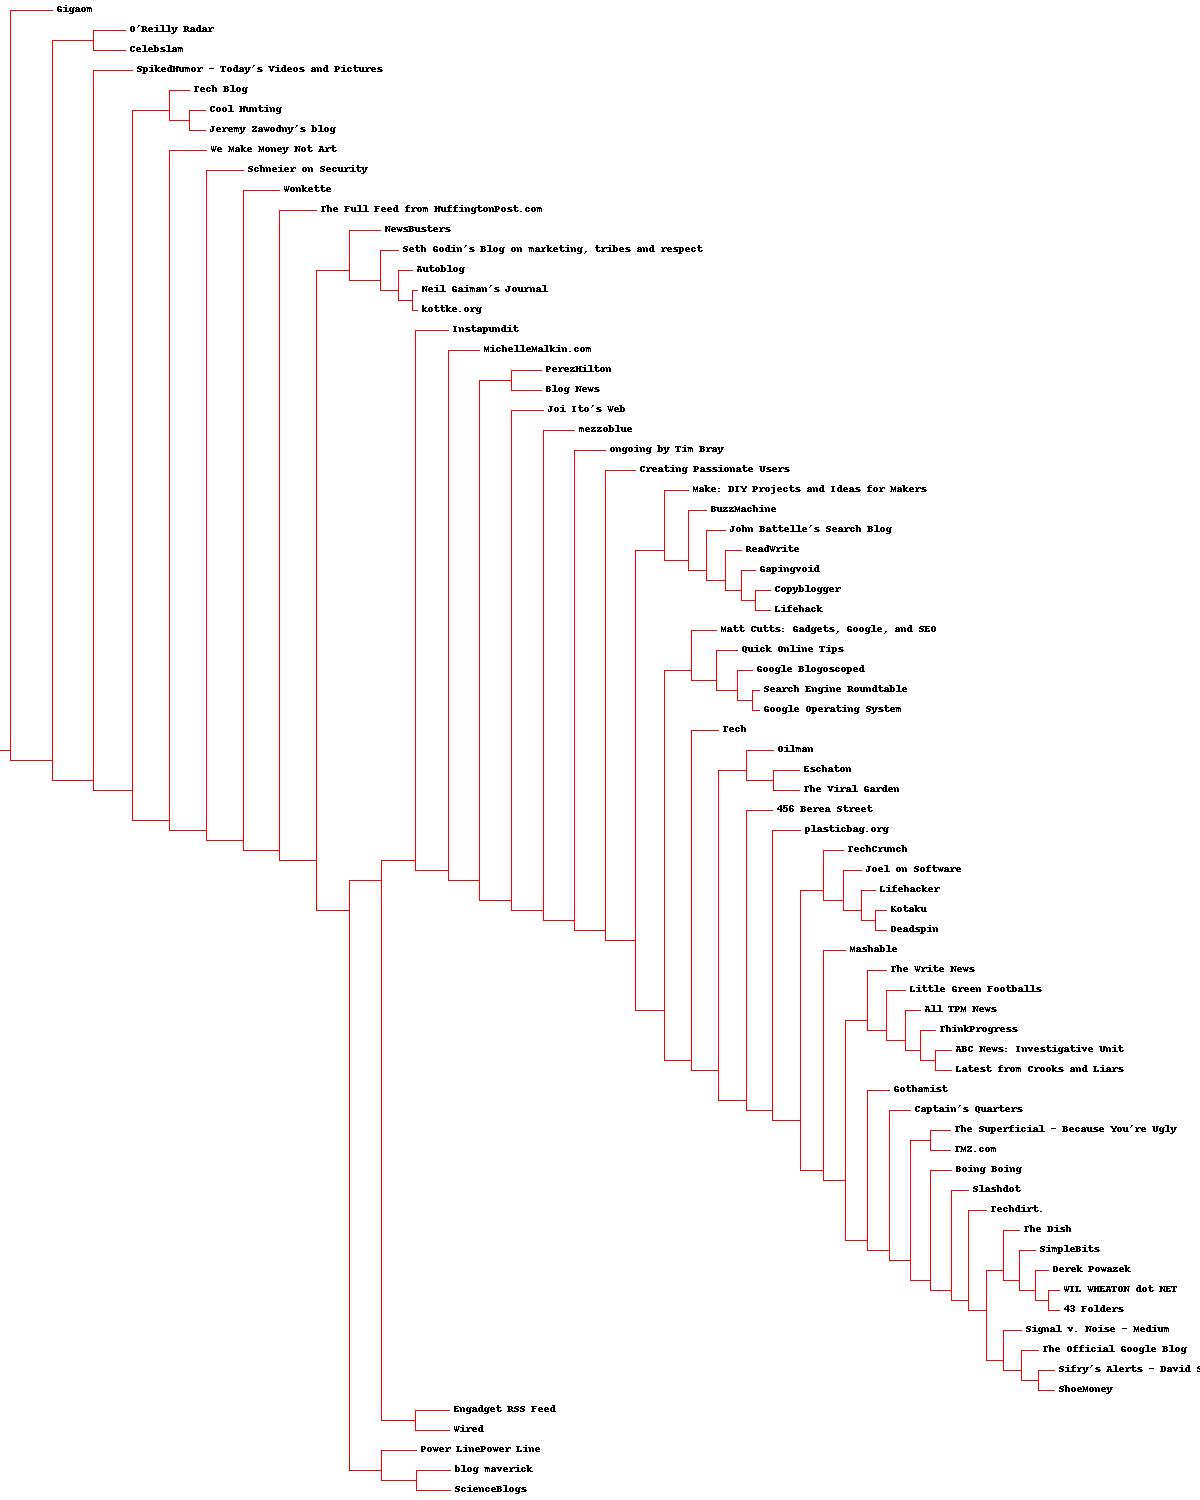 Gigaom
O'Reilly Radar
Celebslam
SpikedHumor - Today's Videos and Pictures
Tech Blog
Cool Hunting
Jeremy Zawodny's blog
We Make Money Not Art
Schneier on Security
Wonkette
The Full Feed from HuffingtonPost.com
NewsBusters
Seth Godin's Blog on marketing, tribes and respect
Autoblog
Neil Gaiman's Journal
kottke.org
Instapundit
MichelleMalkin.com
PerezHilton
Blog News
Joi Ito's Web
mezzoblue
ongoing by Tim Bray
Creating Passionate Users
Make: DIY Projects and Ideas for Makers
BuzzMachine
John Battelle's Search Blog
ReadWrite
Gapingvoid
Copyblogger
Lifehack
Matt Cutts: Gadgets, Google, and SEO
Quick Online Tips
Google Blogoscoped
Search Engine Roundtable
Google Operating System
Tech
Oilman
Eschaton
The Viral Garden
456 Berea Street
plasticbag.org
TechCrunch
Joel on Software
Lifehacker
Kotaku
Deadspin
Mashable
The Write News
Little Green Footballs
All TPM News
ThinkProgress
ABC News: Investigative Unit
Latest from Crooks and Liars
Gothamist
Captain's Quarters
The Superficial - Because You're Ugly
TMZ.com
Boing Boing
Slashdot
Techdirt.
The Dish
SimpleBits
Derek Powazek
WIL WHEATON dot NET
43 Folders
Signal v. Noise - Medium
The Official Google Blog
Sifry's Alerts - David S
ShoeMoney
Engadget RSS Feed
Wired
Power LinePower Line
blog maverick
ScienceBlogs